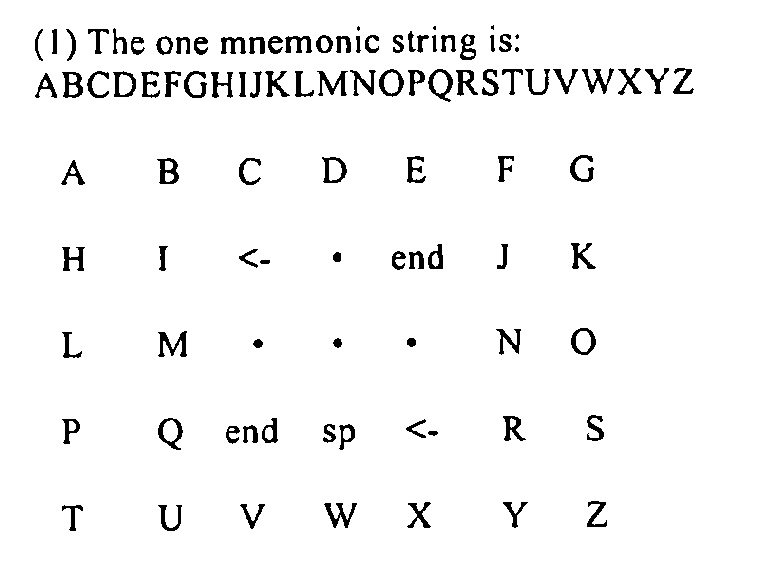 (1) The one mnemonic string is:
ABCDEFGHIJKLMNOPQRSTUVWXYZ
A B C D E F G
H I <- • end J K
L M • • • N O
P Q end sp <- R S
T U V W X Y Z